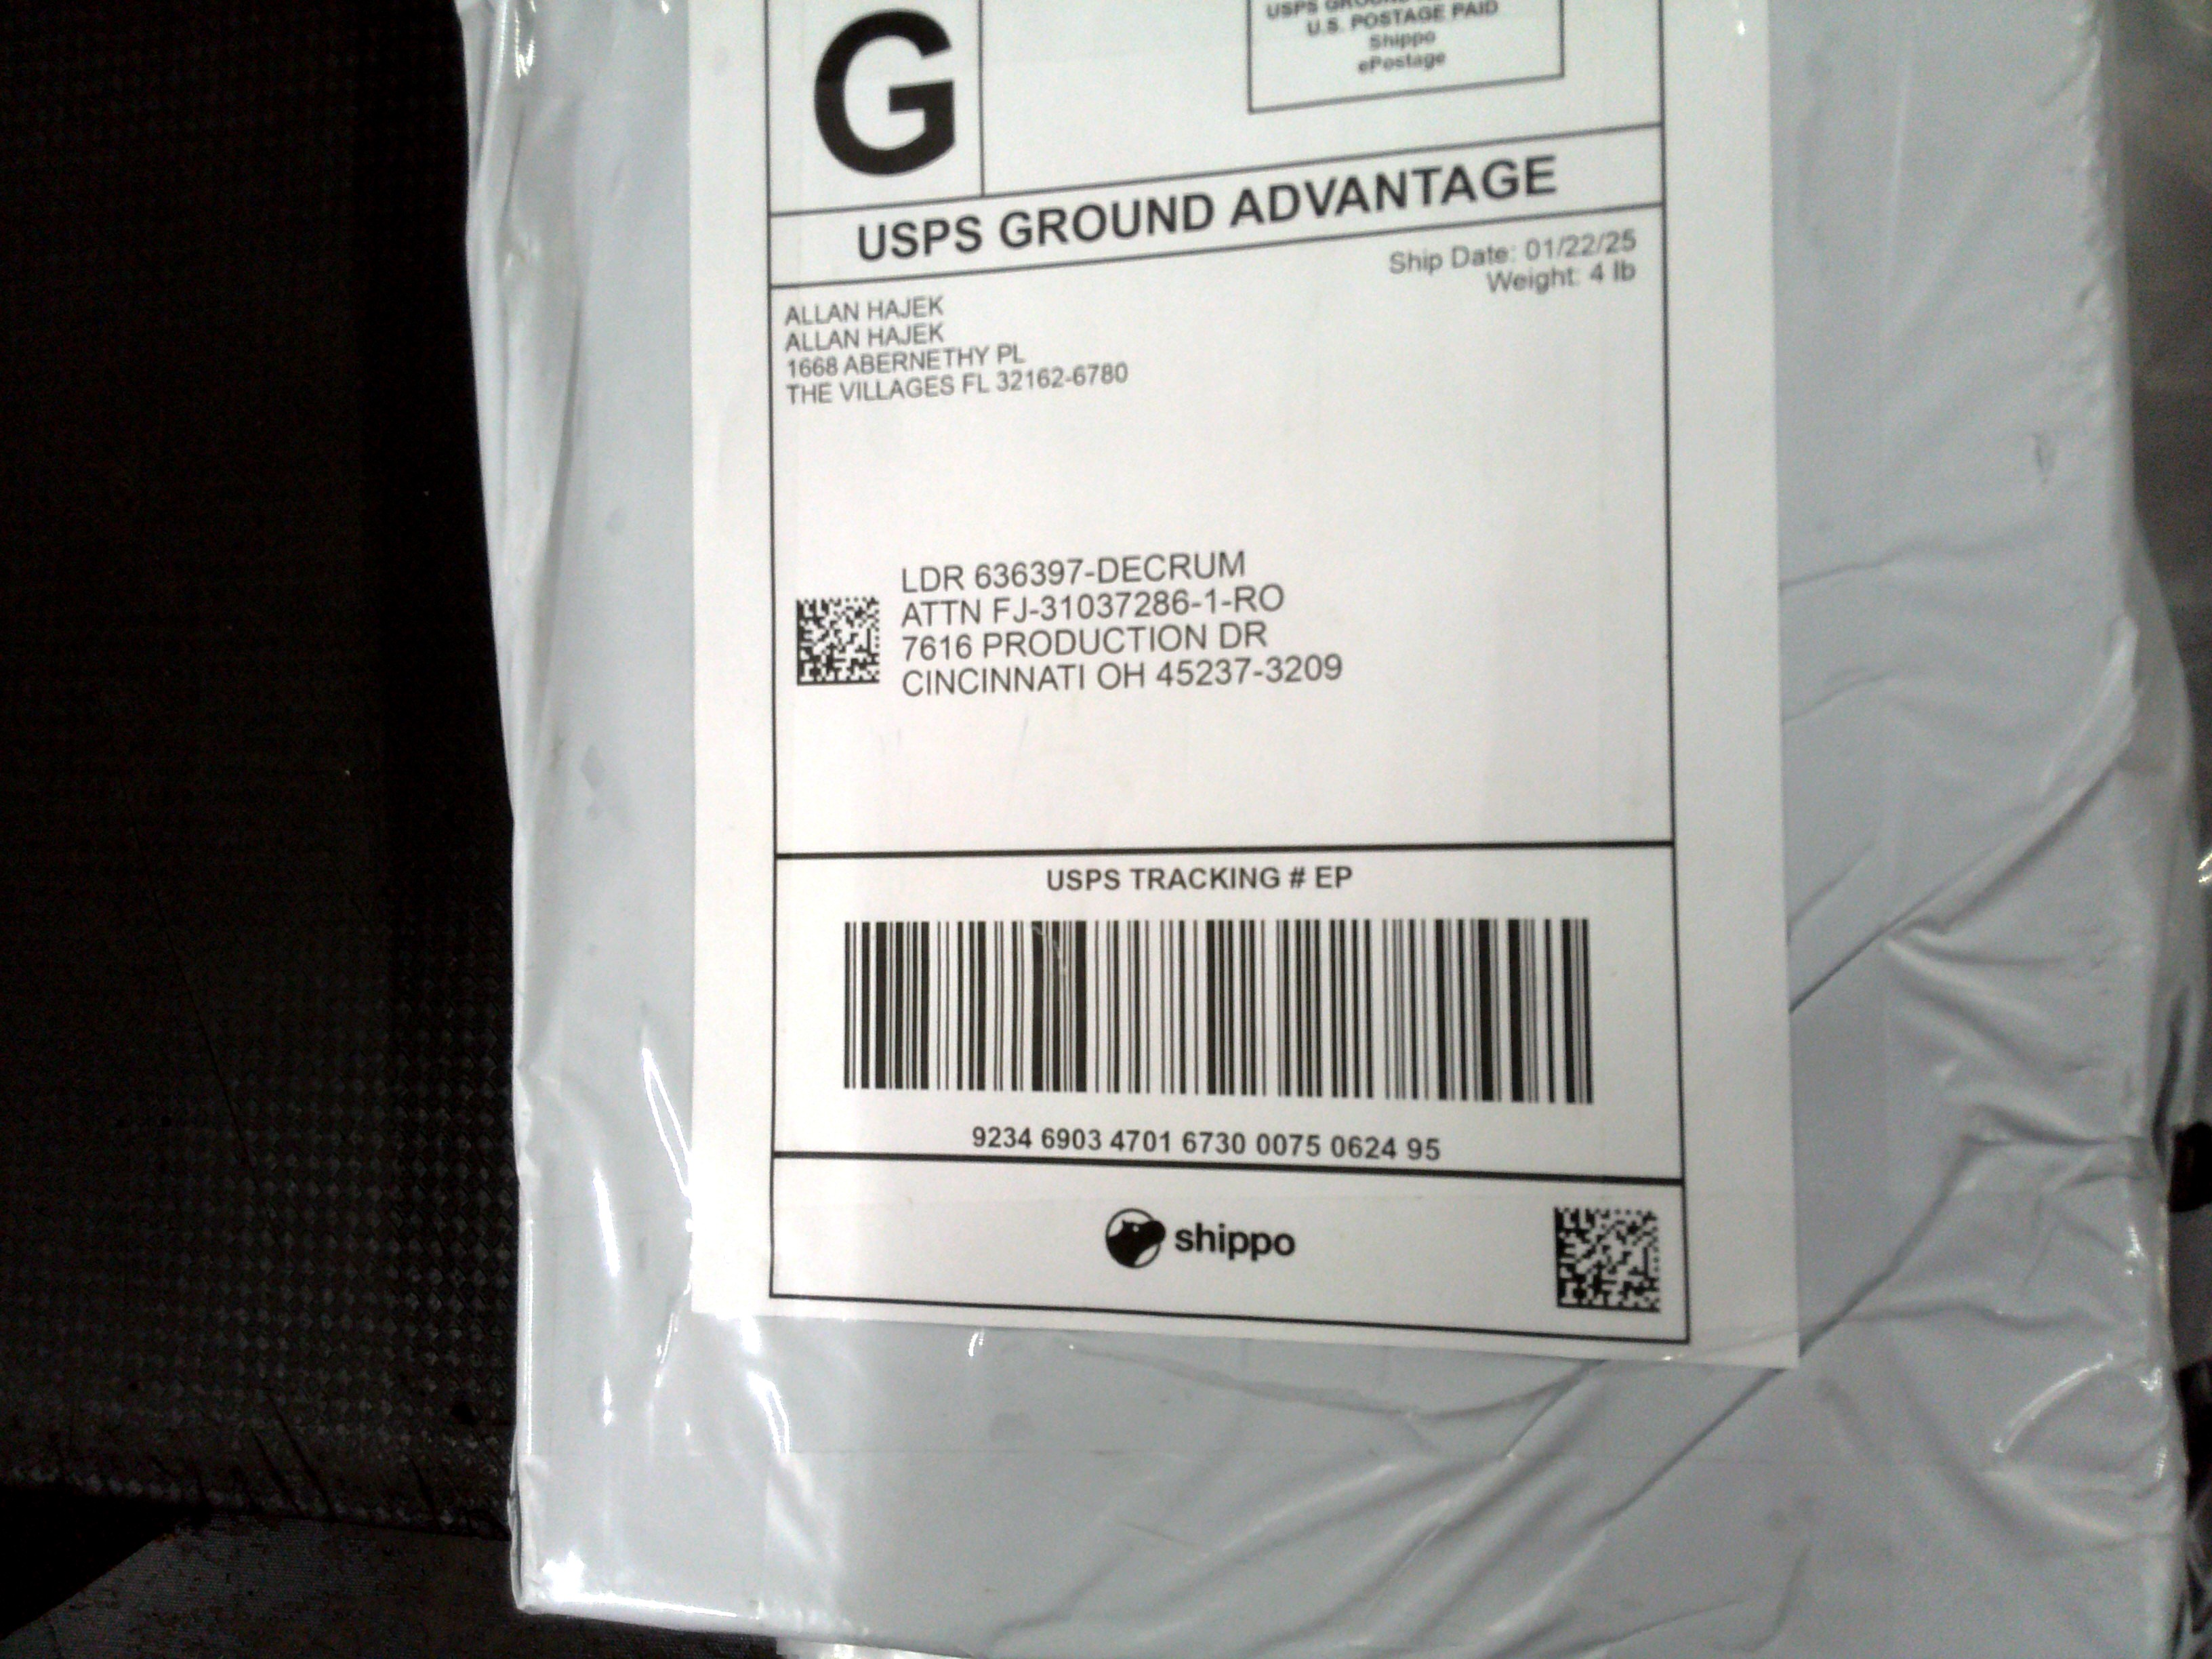 G
USPS GROUND
U.S. POSTAGE PAID
Shippo
ePostage
USPS GROUND ADVANTAGE
Ship Date: 01/22/25
Weight: 4 lb
ALLAN HAJEK
ALLAN HAJEK
1668 ABERNETHY PL
THE VILLAGES FL 32162-6780
LDR 636397-DECRUM
ATTN FJ-31037286-1-RO
7616 PRODUCTION DR
CINCINNATI OH 45237-3209
USPS TRACKING # EP
9234 6903 4701 6730 0075 0624 95
shippo